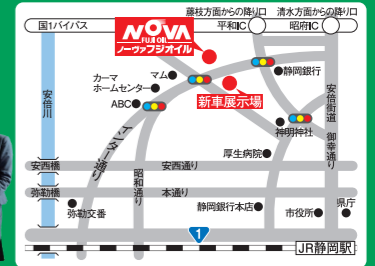 藤枝方面からの降り口
清水方面からの降り口
国1バイパス
平和IC
昭府IC
NOVA
FUJI OIL
ノーヴァフジオイル
カーマ
ホームセンター
マム
ABC
静岡銀行
新車展示場
安倍川
安倍街道
御幸通り
神明神社
インター通り
昭和通り
厚生病院
安西橋
安西通り
弥勒橋
本通り
弥勒交番
静岡銀行本店
市役所
県庁
1
JR静岡駅